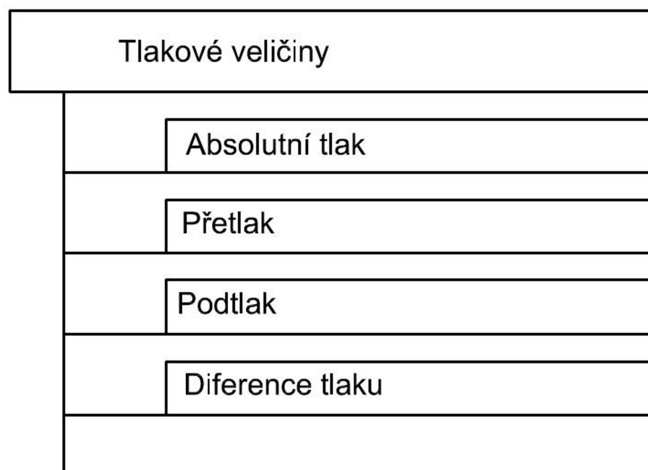 Tlakové veličiny
Absolutní tlak
Přetlak
Podtlak
Diference tlaku